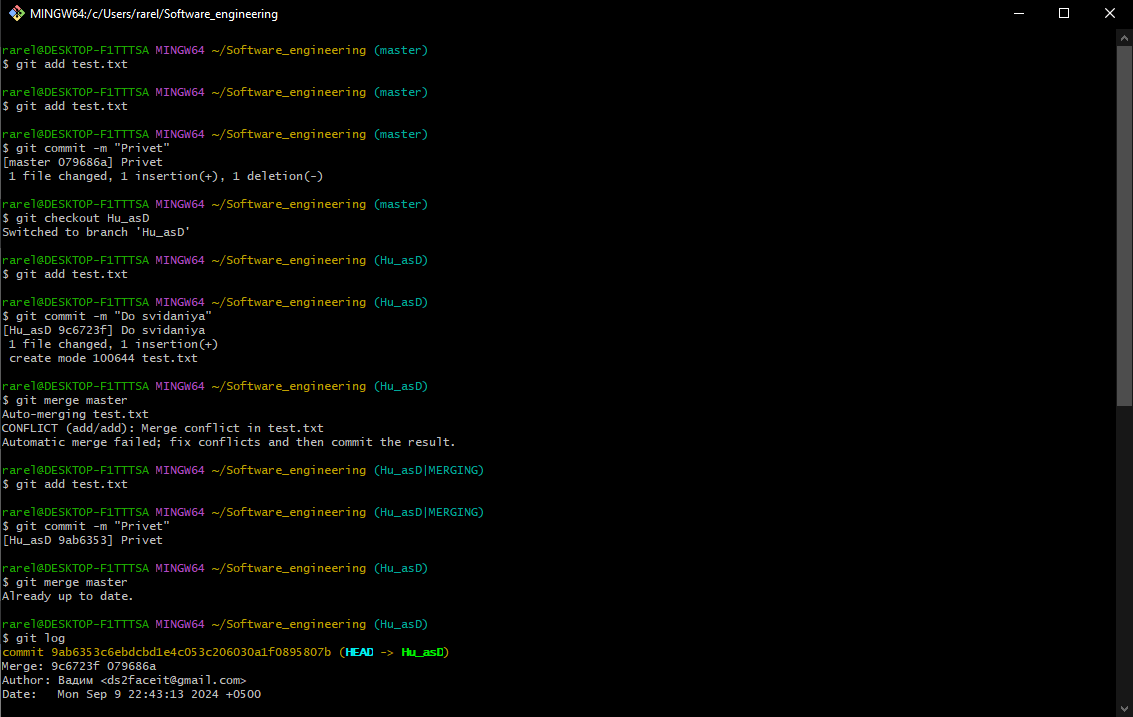 MINGW64:/c/Users/rarel/Software_engineering
rarel@DESKTOP-F1TTTSA MINGW64 ~/Software_engineering (master)
$ git add test.txt
rarel@DESKTOP-F1TTTSA MINGW64 ~/Software_engineering (master)
$ git add test.txt
rarel@DESKTOP-F1TTTSA MINGW64 ~/Software_engineering (master)
$ git commit -m "Privet"
[master 079686a] Privet
 1 file changed, 1 insertion(+), 1 deletion(-)
rarel@DESKTOP-F1TTTSA MINGW64 ~/Software_engineering (master)
$ git checkout Hu_asD
Switched to branch 'Hu_asD'
rarel@DESKTOP-F1TTTSA MINGW64 ~/Software_engineering (Hu_asD)
$ git add test.txt
rarel@DESKTOP-F1TTTSA MINGW64 ~/Software_engineering (Hu_asD)
$ git commit -m "Do svidaniya"
[Hu_asD 9c6723f] Do svidaniya
 1 file changed, 1 insertion(+)
 create mode 100644 test.txt
rarel@DESKTOP-F1TTTSA MINGW64 ~/Software_engineering (Hu_asD)
$ git merge master
Auto-merging test.txt
CONFLICT (add/add): Merge conflict in test.txt
Automatic merge failed; fix conflicts and then commit the result.
rarel@DESKTOP-F1TTTSA MINGW64 ~/Software_engineering (Hu_asD|MERGING)
$ git add test.txt
rarel@DESKTOP-F1TTTSA MINGW64 ~/Software_engineering (Hu_asD|MERGING)
$ git commit -m "Privet"
[Hu_asD 9ab6353] Privet
rarel@DESKTOP-F1TTTSA MINGW64 ~/Software_engineering (Hu_asD)
$ git merge master
Already up to date.
rarel@DESKTOP-F1TTTSA MINGW64 ~/Software_engineering (Hu_asD)
$ git log
commit 9ab6353c6ebdcbd1e4c053c206030a1f0895807b (HEAD -> Hu_asD)
Merge: 9c6723f 079686a
Author: Вадим <ds2faceit@gmail.com>
Date:   Mon Sep 9 22:43:13 2024 +0500